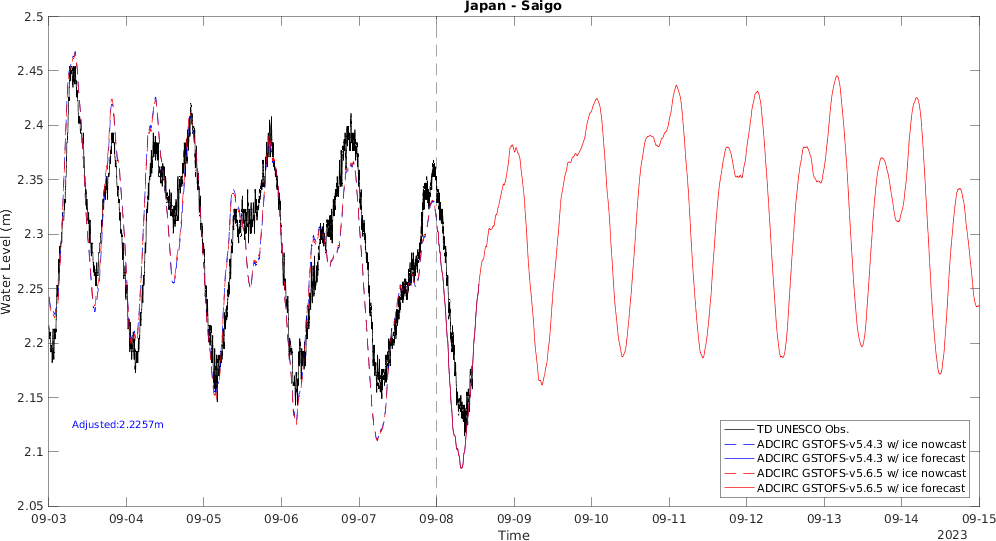 Japan - Saigo
2.5
2.45
2.4
2.35
2.3
2.25
2.2
2.15
2.1
2.05
Water Level (m)
Adjusted:2.2257m
TD UNESCO Obs.
ADCIRC GSTOFS-v5.4.3 w/ ice nowcast
ADCIRC GSTOFS-v5.4.3 w/ ice forecast
ADCIRC GSTOFS-v5.6.5 w/ ice nowcast
ADCIRC GSTOFS-v5.6.5 w/ ice forecast
09-03 09-04 09-05 09-06 09-07 09-08 09-09 09-10 09-11 09-12 09-13 09-14 09-15
Time
2023